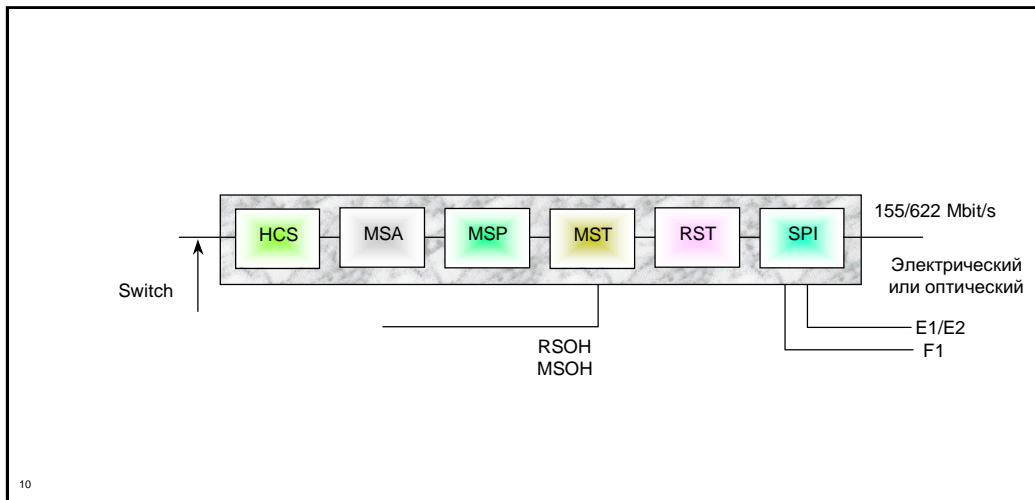 HCS
MSA
MSP
MST
RST
SPI
155/622 Mbit/s
Switch
Электрический
или оптический
E1/E2
F1
RSOH
MSOH
10